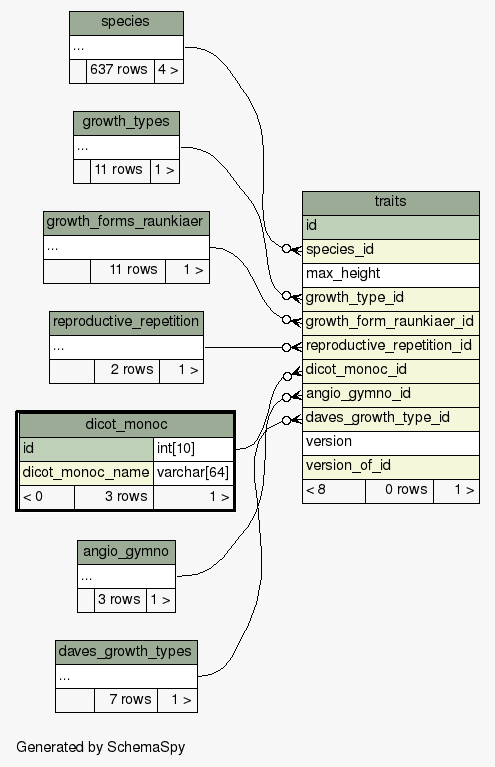 species
...
637 rows 4 >
growth_types
...
11 rows 1 >
growth_forms_raunkiaer
...
11 rows 1 >
reproductive_repetition
...
2 rows 1 >
dicot_monoc
id int[10]
dicot_monoc_name varchar[64]
< 0 3 rows 1 >
angio_gymno
...
3 rows 1 >
daves_growth_types
...
7 rows 1 >
traits
id
species_id
max_height
growth_type_id
growth_form_raunkiaer_id
reproductive_repetition_id
dicot_monoc_id
angio_gymno_id
daves_growth_type_id
version
version_of_id
< 8 0 rows 1 >
Generated by SchemaSpy